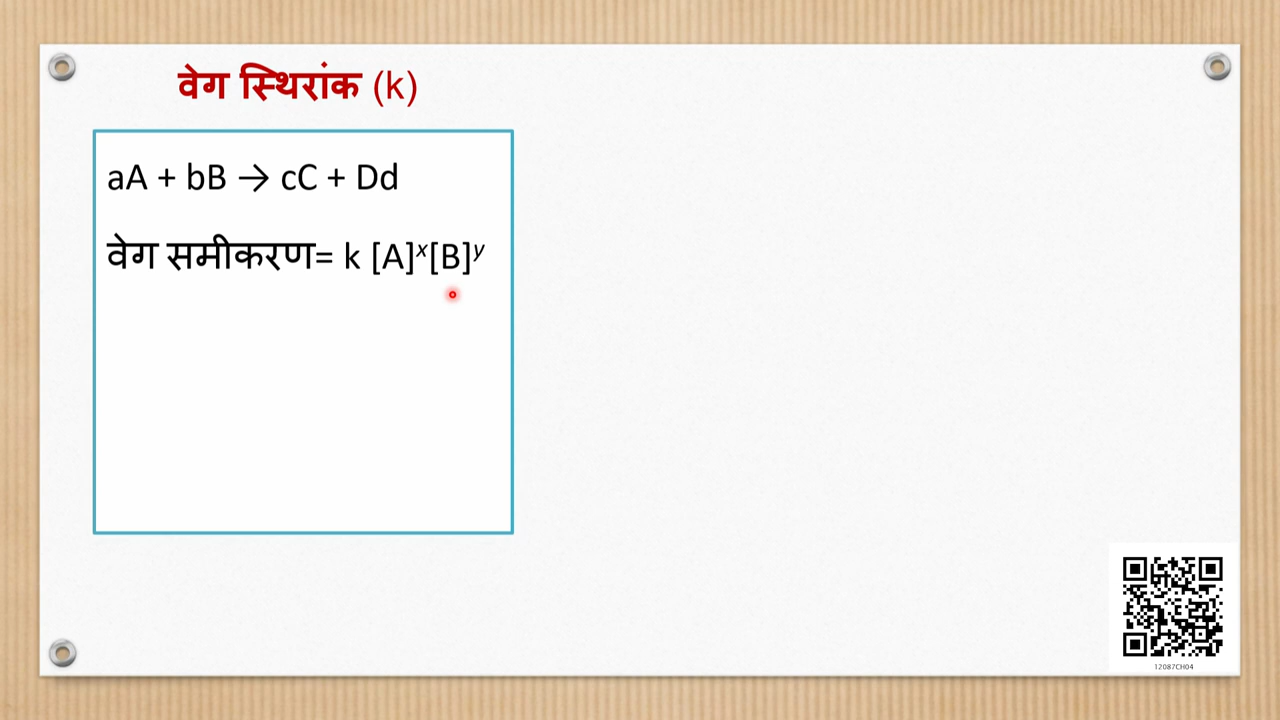 वेग स्थिरांक (k)
aA + bB → cC + Dd
वेग समीकरण= k [A]ˣ[B]ʸ
12087CH04